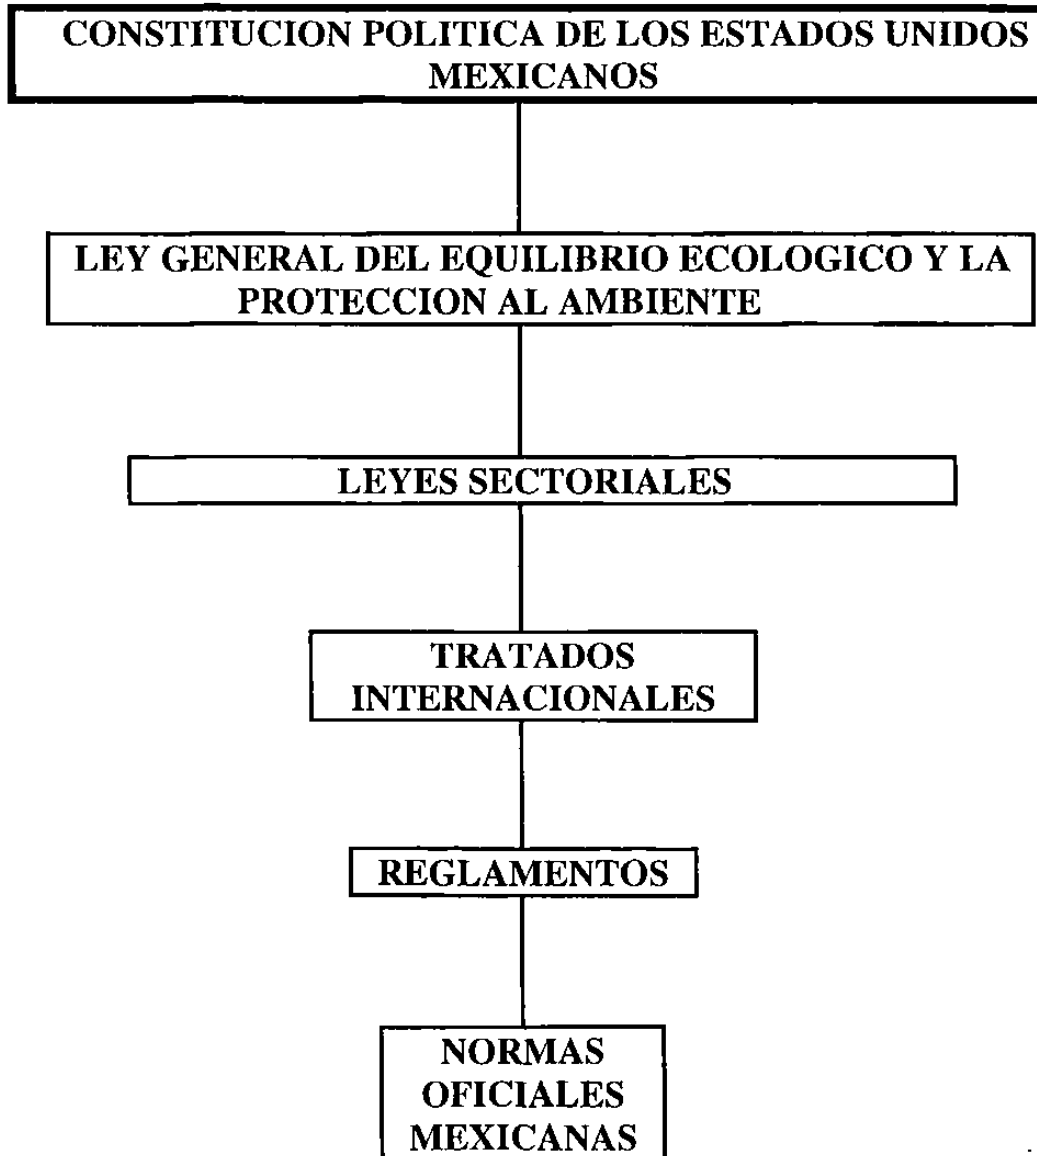 CONSTITUCION POLITICA DE LOS ESTADOS UNIDOS
MEXICANOS
LEY GENERAL DEL EQUILIBRIO ECOLOGICO Y LA
PROTECCION AL AMBIENTE
LEYES SECTORIALES
TRATADOS
INTERNACIONALES
REGLAMENTOS
NORMAS
OFICIALES
MEXICANAS